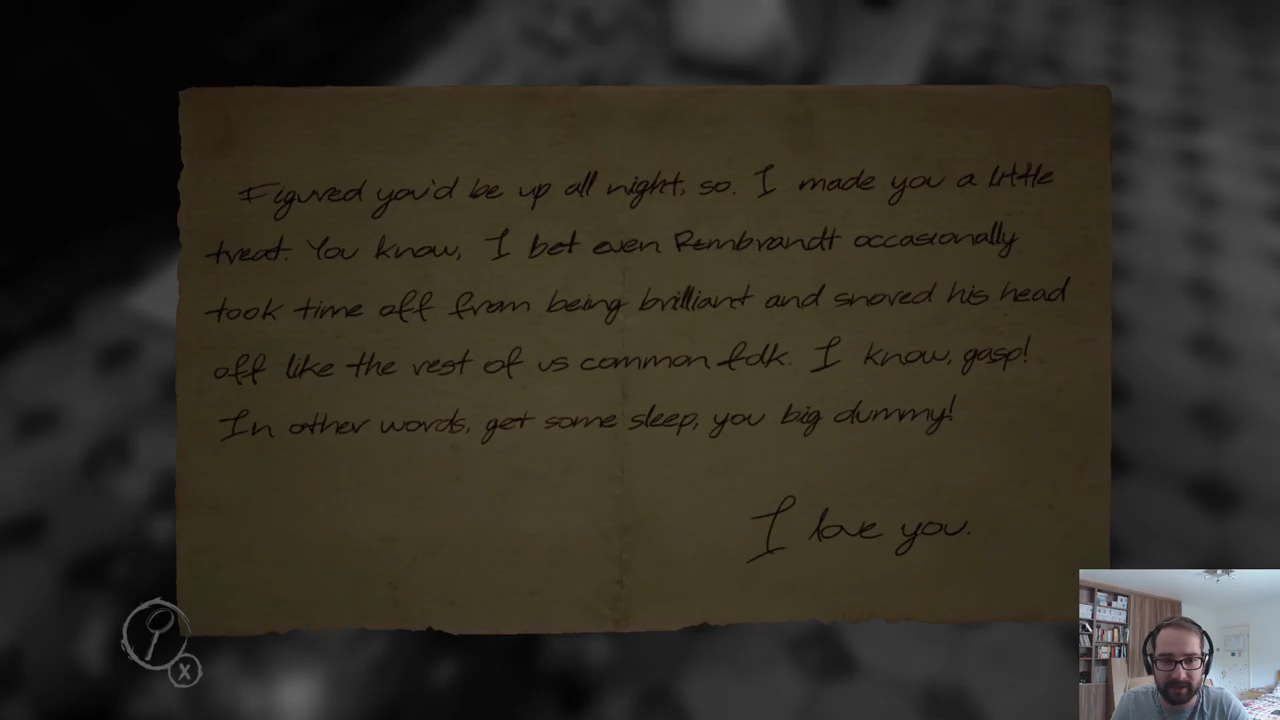 Figured you'd be up all night, so. I made you a little
treat. You know, I bet even Rembrandt occasionally
took time off from being brilliant and snored his head
off like the rest of us common folk. I know, gasp!
In other words, get some sleep, you big dummy!
I love you.
X